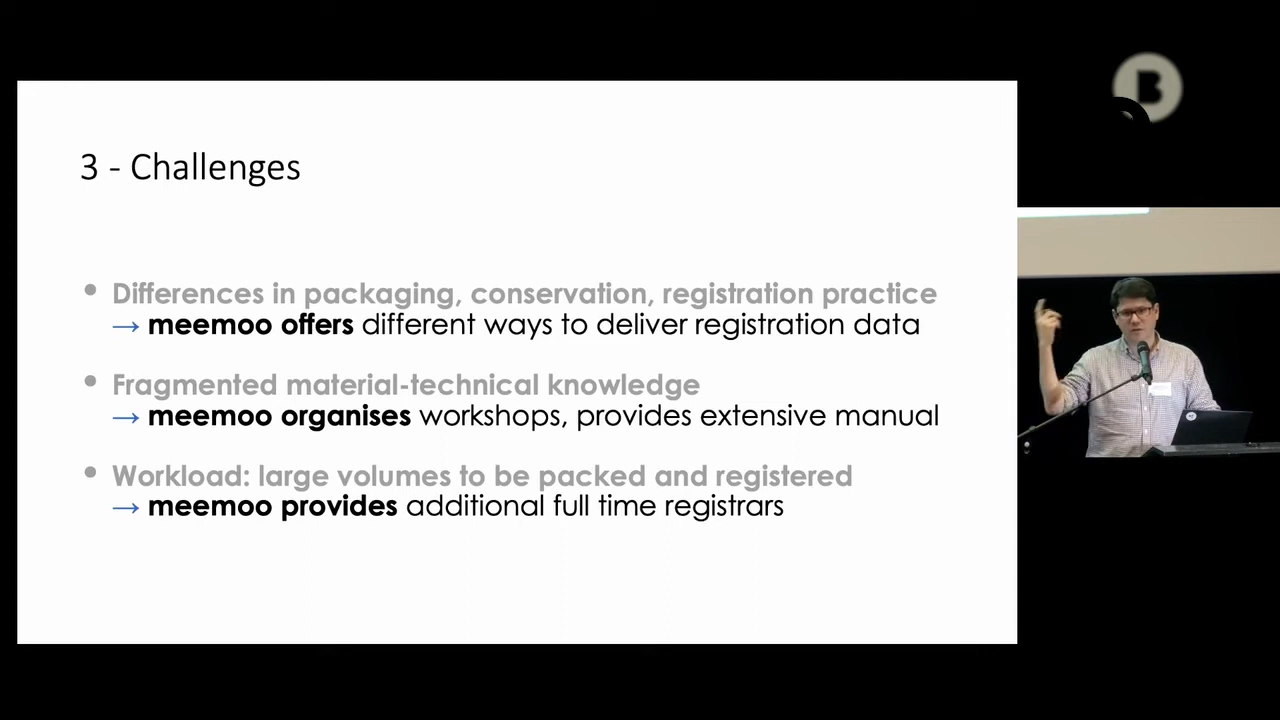 B
3 - Challenges
• Differences in packaging, conservation, registration practice
→ meemoo offers different ways to deliver registration data
• Fragmented material-technical knowledge
→ meemoo organises workshops, provides extensive manual
• Workload: large volumes to be packed and registered
→ meemoo provides additional full time registrars